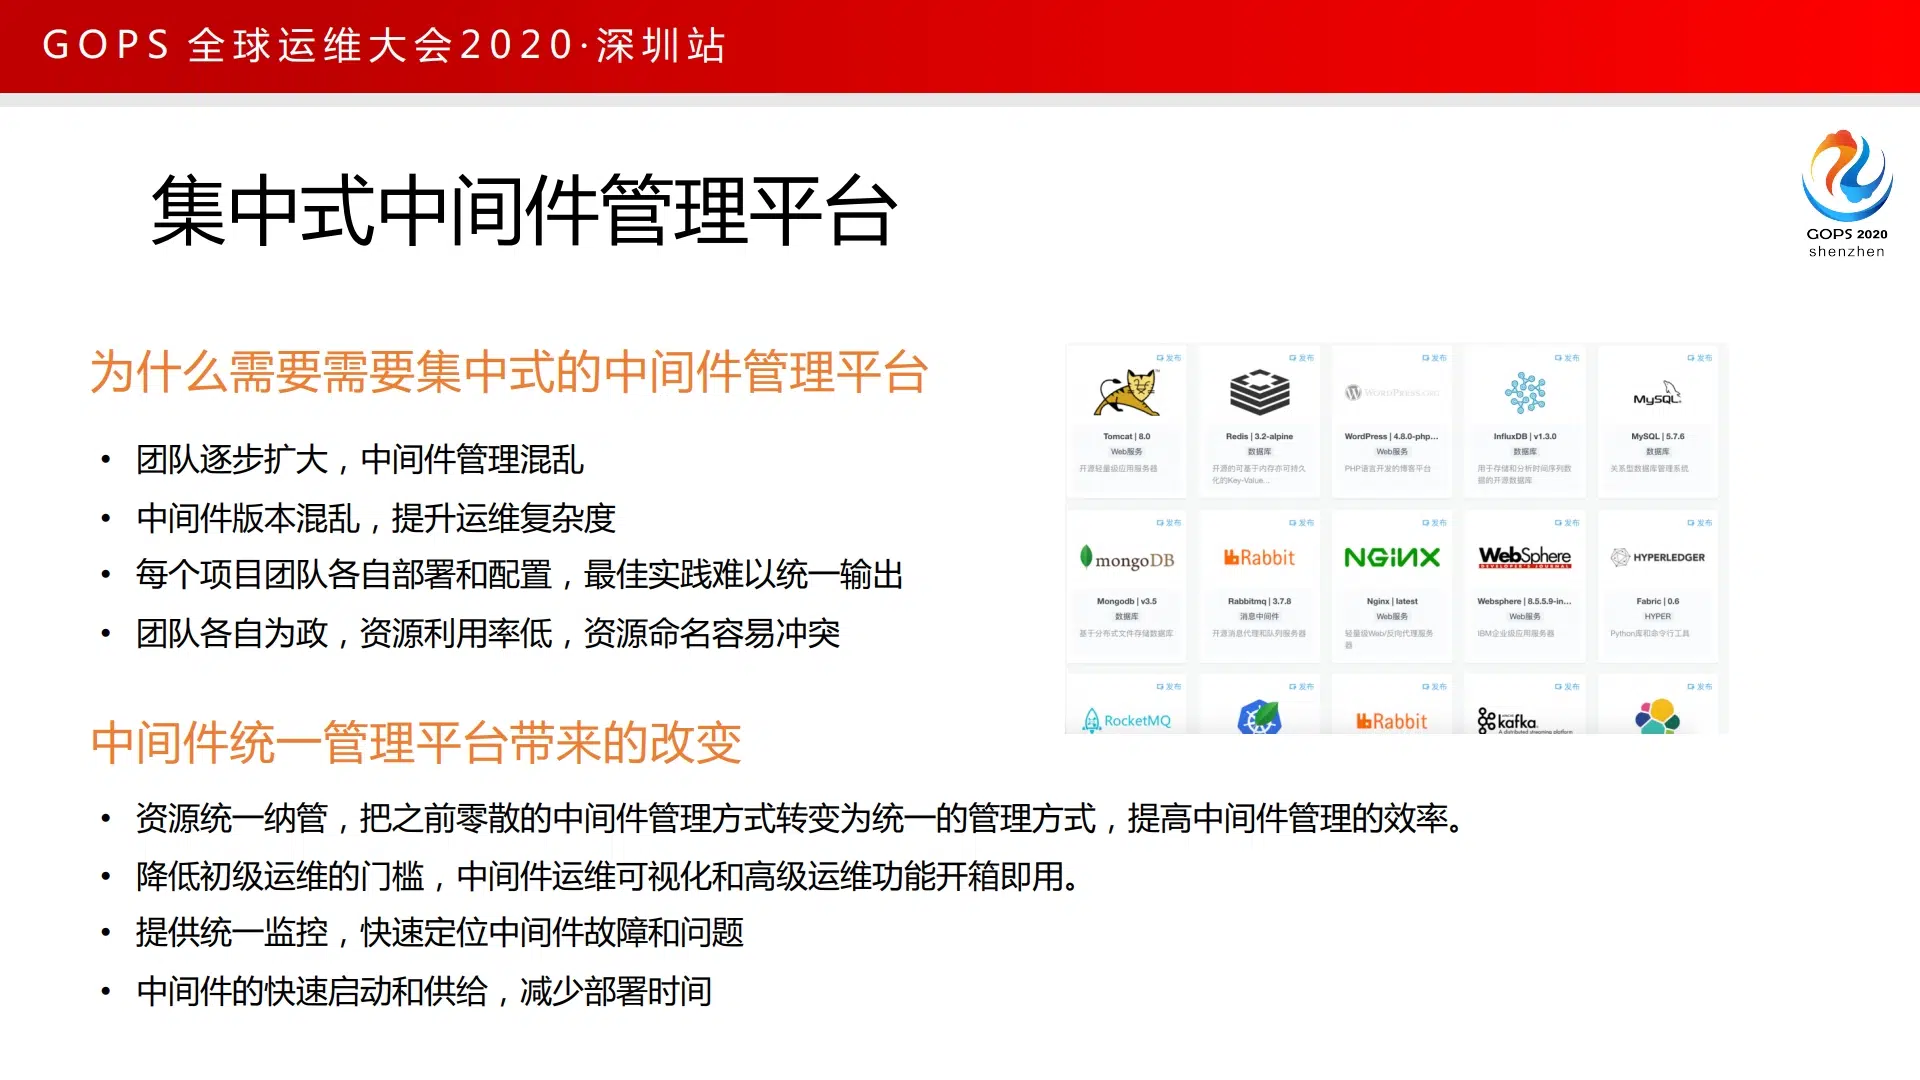 GOPS 全球运维大会2020·深圳站
GOPS 2020
shenzhen
集中式中间件管理平台
为什么需要需要集中式的中间件管理平台
• 团队逐步扩大，中间件管理混乱
• 中间件版本混乱，提升运维复杂度
• 每个项目团队各自部署和配置，最佳实践难以统一输出
• 团队各自为政，资源利用率低，资源命名容易冲突
发布 发布 发布 发布 发布
WORDPRESS.ORG MySQL
Tomcat | 8.0 Redis | 3.2-alpine WordPress | 4.8.0-php... InfluxDB | v1.3.0 MySQL | 5.7.6
Web服务 数据库 Web服务 数据库 数据库
开源轻量级应用服务器 开源的可基于内存亦可持久 PHP语言开发的博客平台 用于存储和分析时间序列数 关系型数据库管理系统
化的Key-Value... 据的开源数据库
发布 发布 发布 发布 发布
mongoDB Rabbit NGINX WebSphere HYPERLEDGER
DEVELOPER'S JOURNAL
Mongodb | v3.5 Rabbitmq | 3.7.8 Nginx | latest Websphere | 8.5.5.9-in... Fabric | 0.6
数据库 消息中间件 Web服务 Web服务 HYPER
基于分布式文件存储数据库 开源消息代理和队列服务器 轻量级Web/反向代理服务 IBM企业级应用服务器 Python库和命令行工具
器
发布 发布 发布 发布 发布
RocketMQ Rabbit kafka
A distributed streaming platform
中间件统一管理平台带来的改变
• 资源统一纳管，把之前零散的中间件管理方式转变为统一的管理方式，提高中间件管理的效率。
• 降低初级运维的门槛，中间件运维可视化和高级运维功能开箱即用。
• 提供统一监控，快速定位中间件故障和问题
• 中间件的快速启动和供给，减少部署时间